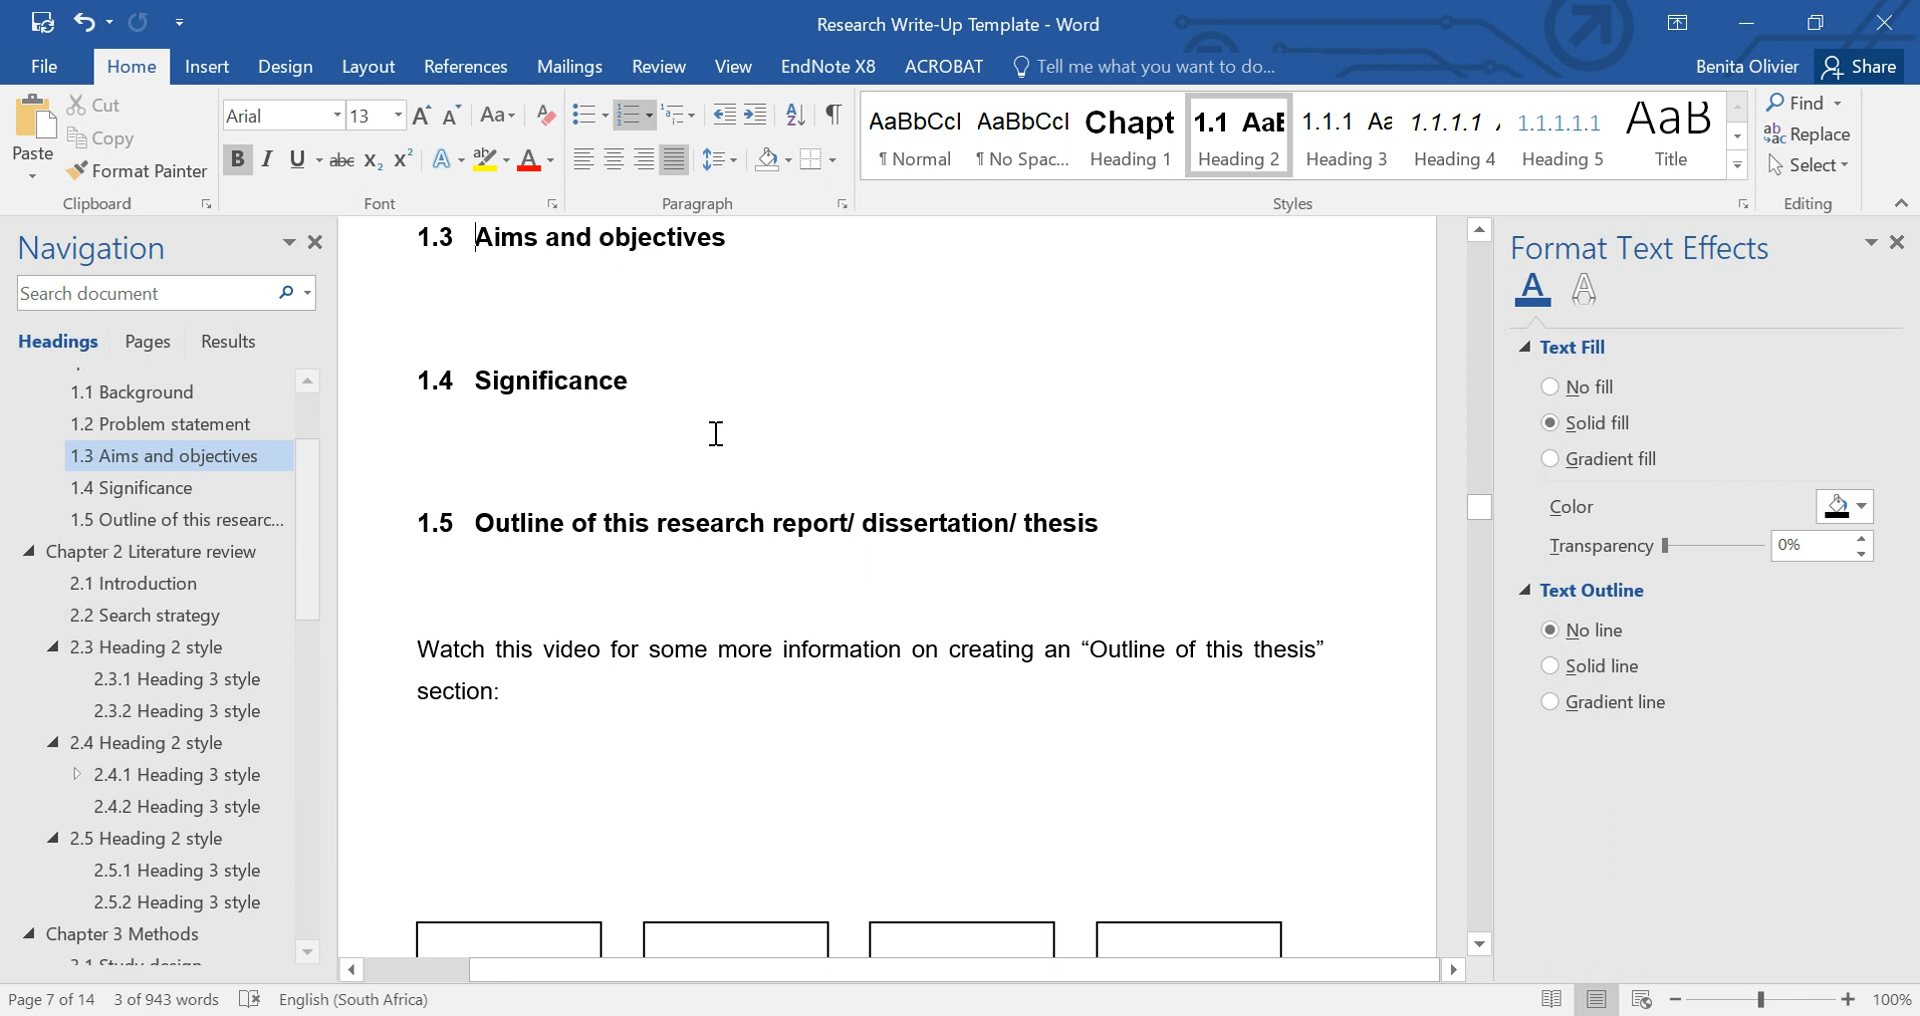 Research Write-Up Template - Word
File Home Insert Design Layout References Mailings Review View EndNote X8 ACROBAT Tell me what you want to do... Benita Olivier Share
Paste
Cut
Copy
Format Painter
Clipboard
Arial 13 Aa
B I U abc X₂ X² A ab A
Font
Paragraph
AaBbCcI AaBbCcI Chapt 1.1 AaE 1.1.1 Aa 1.1.1.1 1.1.1.1.1 AaB
¶ Normal ¶ No Spac... Heading 1 Heading 2 Heading 3 Heading 4 Heading 5 Title
Styles
Find
Replace
Select
Editing
Navigation
Search document
Headings Pages Results
1.1 Background
1.2 Problem statement
1.3 Aims and objectives
1.4 Significance
1.5 Outline of this researc...
Chapter 2 Literature review
2.1 Introduction
2.2 Search strategy
2.3 Heading 2 style
2.3.1 Heading 3 style
2.3.2 Heading 3 style
2.4 Heading 2 style
2.4.1 Heading 3 style
2.4.2 Heading 3 style
2.5 Heading 2 style
2.5.1 Heading 3 style
2.5.2 Heading 3 style
Chapter 3 Methods
3.1 Study design
1.3 Aims and objectives
1.4 Significance
1.5 Outline of this research report/ dissertation/ thesis
Watch this video for some more information on creating an “Outline of this thesis”
section:
Format Text Effects
Text Fill
No fill
Solid fill
Gradient fill
Color
Transparency 0%
Text Outline
No line
Solid line
Gradient line
Page 7 of 14 3 of 943 words English (South Africa) 100%